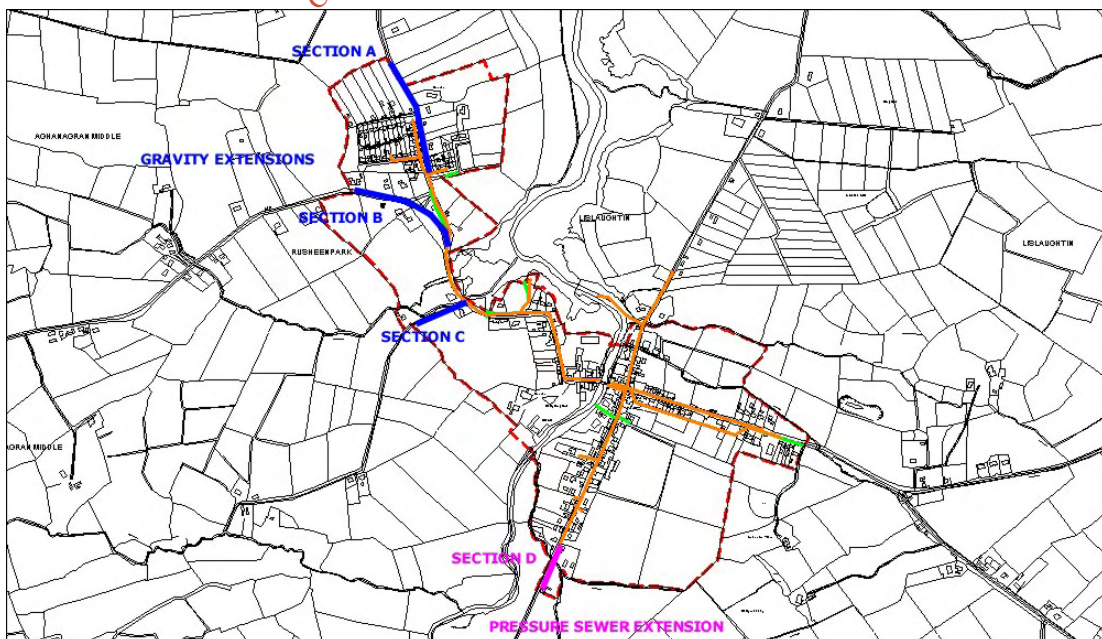 SECTION A
AGHANAGRAN MIDDLE
GRAVITY EXTENSIONS
SECTION B
LISLAUGHTIN
LISLAUGHTIN
RUSHEENPARK
SECTION C
SECTION D
PRESSURE SEWER EXTENSION